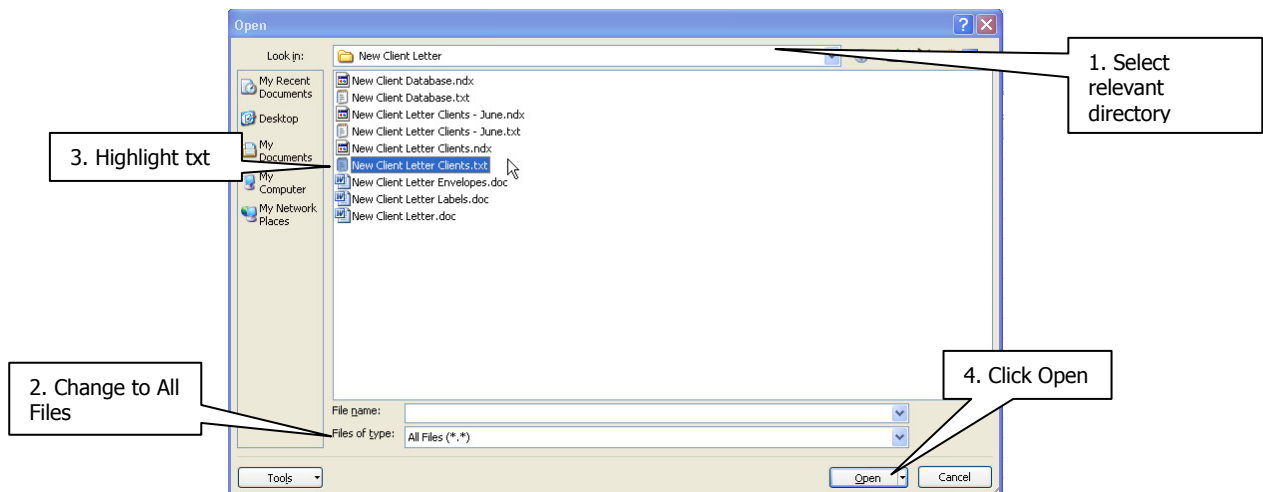 Open
Look in:
New Client Letter
1. Select
relevant
directory
My Recent
Documents
Desktop
My
Documents
My
Computer
My Network
Places
New Client Database.ndx
New Client Database.txt
New Client Letter Clients - June.ndx
New Client Letter Clients - June.txt
New Client Letter Clients.ndx
New Client Letter Clients.txt
New Client Letter Envelopes.doc
New Client Letter Labels.doc
New Client Letter.doc
3. Highlight txt
2. Change to All
Files
4. Click Open
File name:
Files of type:
All Files (*.*)
Tools
Open
Cancel